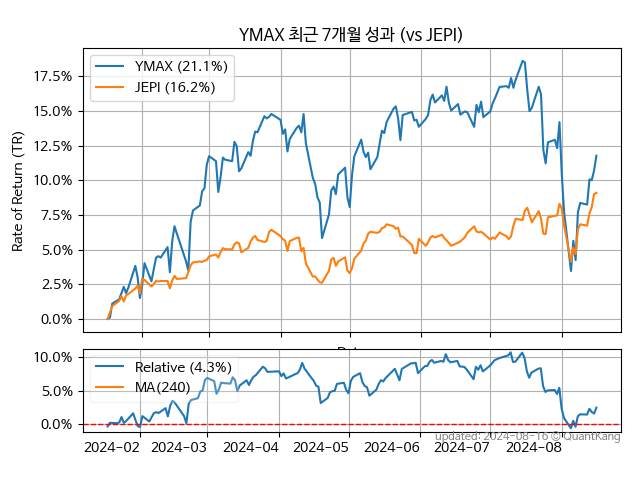 YMAX 최근 7개월 성과 (vs JEPI)
YMAX (21.1%)
JEPI (16.2%)
Rate of Return (TR)
17.5%
15.0%
12.5%
10.0%
7.5%
5.0%
2.5%
0.0%
Relative (4.3%)
MA(240)
10.0%
5.0%
0.0%
2024-02
2024-03
2024-04
2024-05
2024-06
2024-07
2024-08
updated: 2024-08-16 © QuantKang